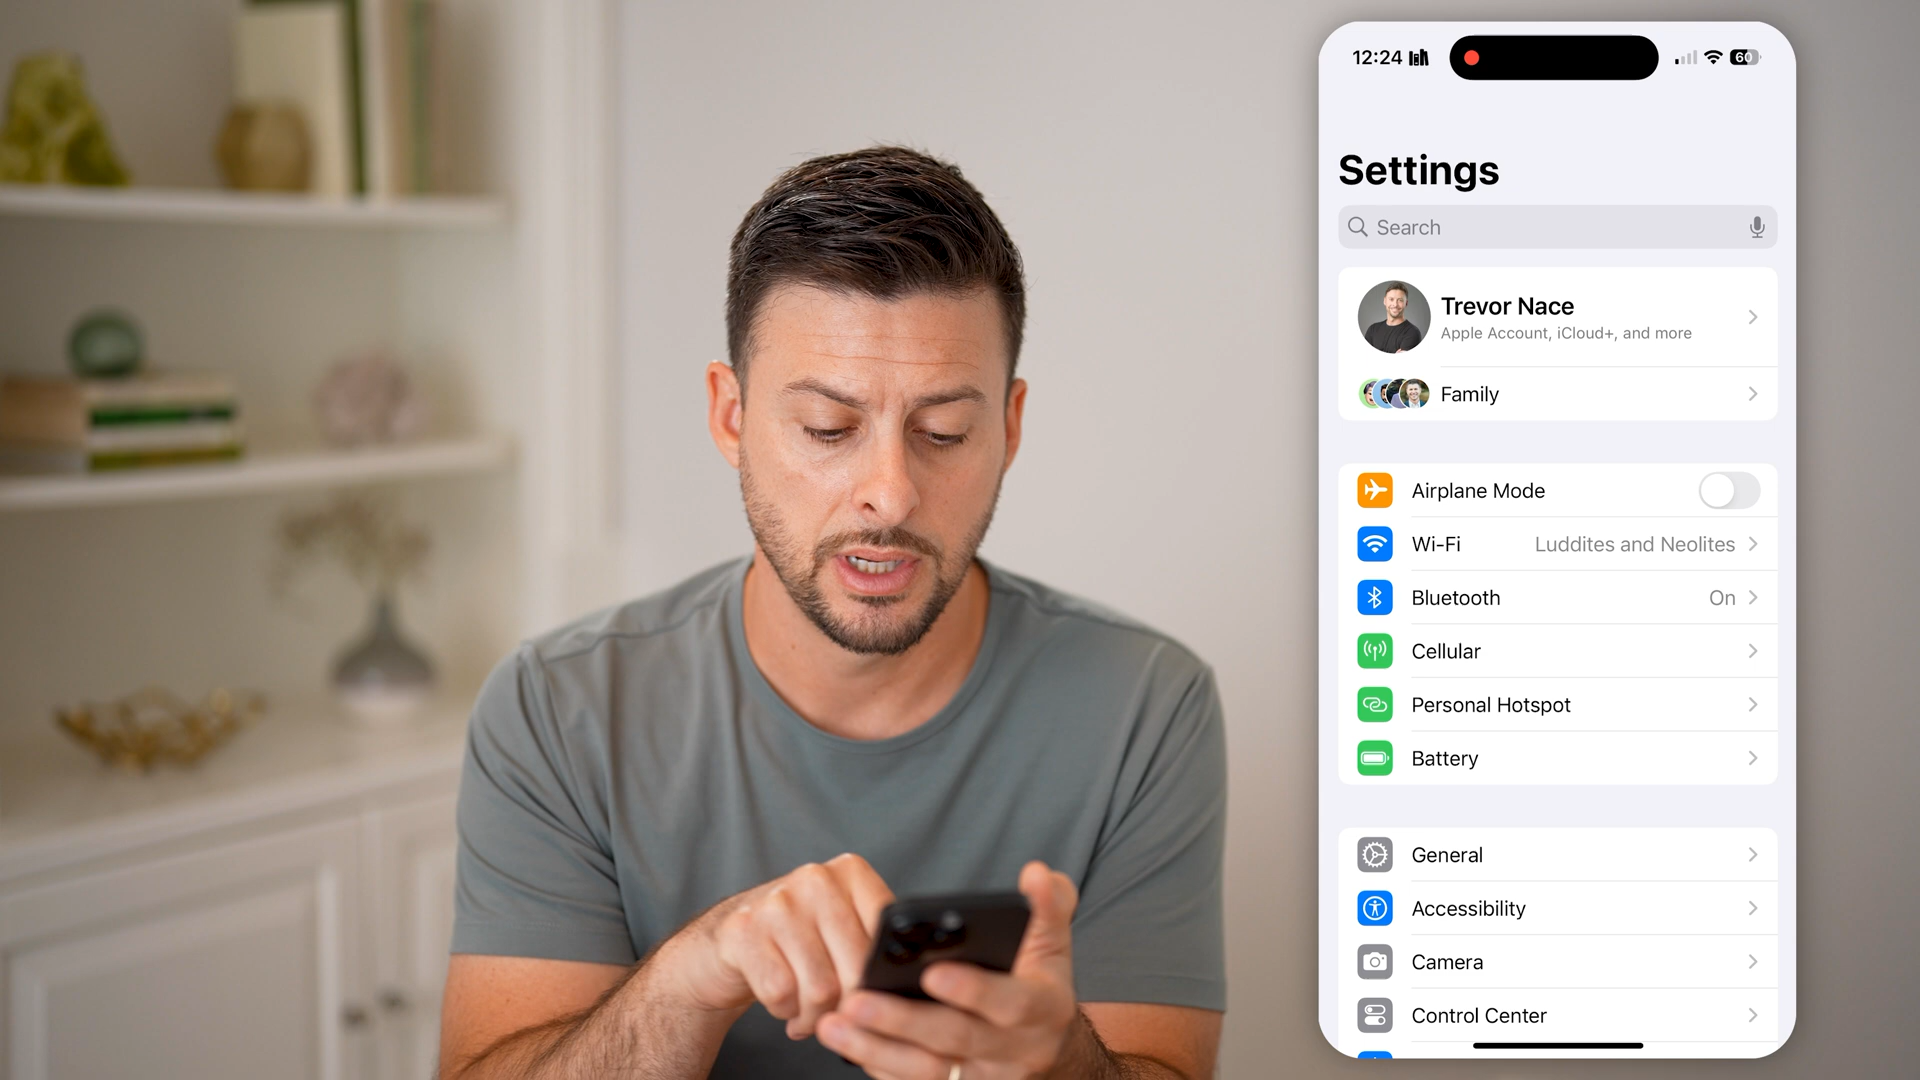 12:24
60
Settings
Search
Trevor Nace
Apple Account, iCloud+, and more
Family
Airplane Mode
Wi-Fi Luddites and Neolites
Bluetooth On
Cellular
Personal Hotspot
Battery
General
Accessibility
Camera
Control Center